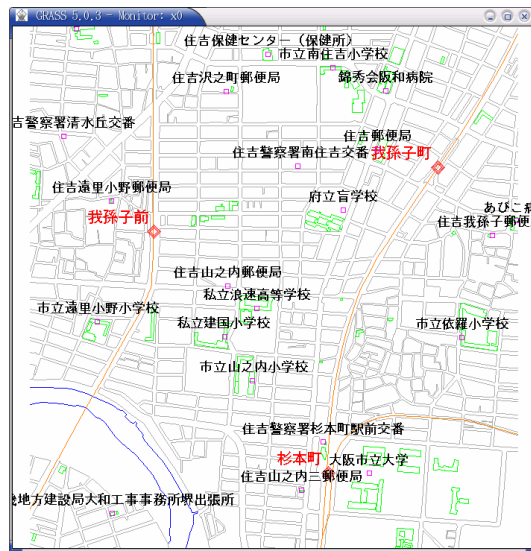 GRASS 5.0.3 - Monitor: x0
住吉保健センター（保健所）
市立南住吉小学校
住吉沢之町郵便局
錦秀会阪和病院
吉警察署清水丘交番
住吉郵便局
住吉警察署南住吉交番
我孫子町
住吉遠里小野郵便局
府立盲学校
あびこ病
我孫子前
住吉我孫子郵便局
住吉山之内郵便局
私立浪速高等学校
市立遠里小野小学校
私立建国小学校
市立依羅小学校
市立山之内小学校
住吉警察署杉本町駅前交番
杉本町
大阪市立大学
住吉山之内三郵便局
畿地方建設局大和工事事務所堺出張所